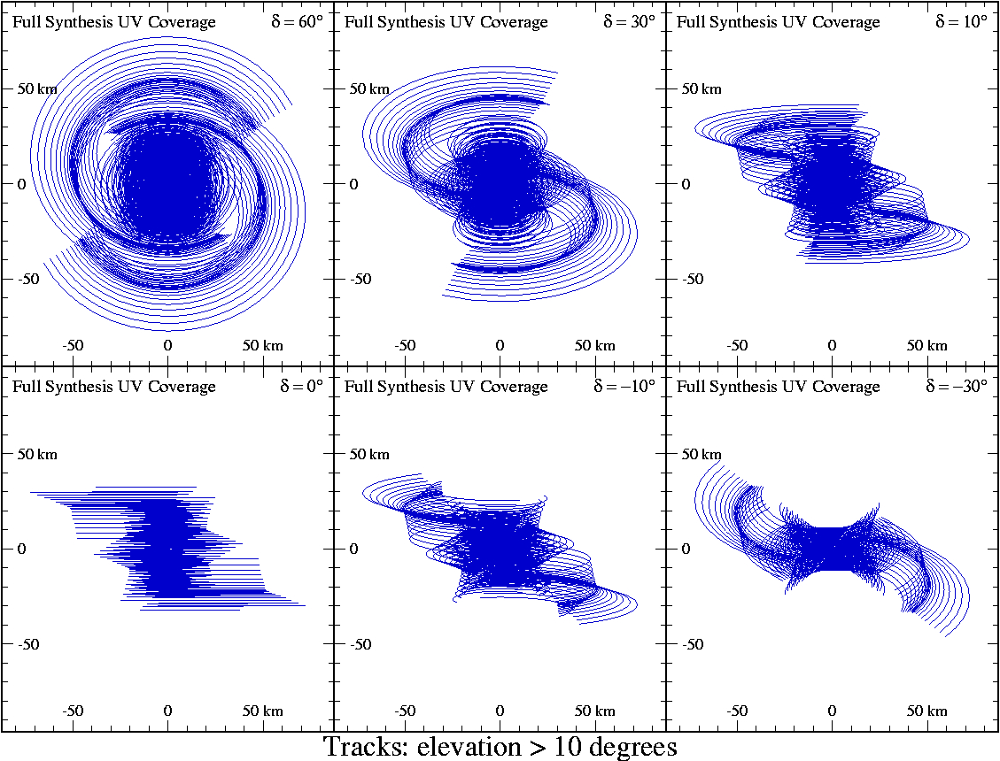 Full Synthesis UV Coverage δ = 60°
50 km
0
-50
-50 0 50 km
Full Synthesis UV Coverage δ = 30°
50 km
0
-50
-50 0 50 km
Full Synthesis UV Coverage δ = 10°
50 km
0
-50
-50 0 50 km
Full Synthesis UV Coverage δ = 0°
50 km
0
-50
-50 0 50 km
Full Synthesis UV Coverage δ = −10°
50 km
0
-50
-50 0 50 km
Full Synthesis UV Coverage δ = −30°
50 km
0
-50
-50 0 50 km
Tracks: elevation > 10 degrees